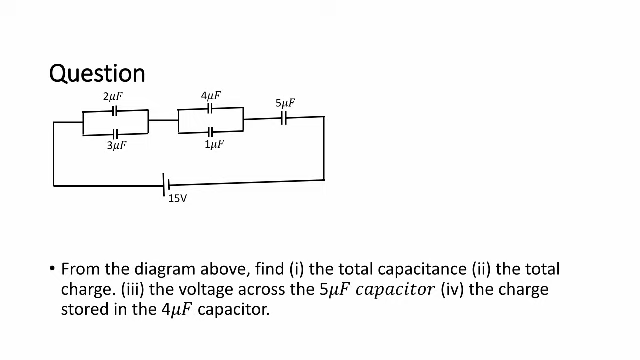 Question
2μF
4μF
5μF
3μF
1μF
15V
• From the diagram above, find (i) the total capacitance (ii) the total
charge. (iii) the voltage across the 5μF capacitor (iv) the charge
stored in the 4μF capacitor.